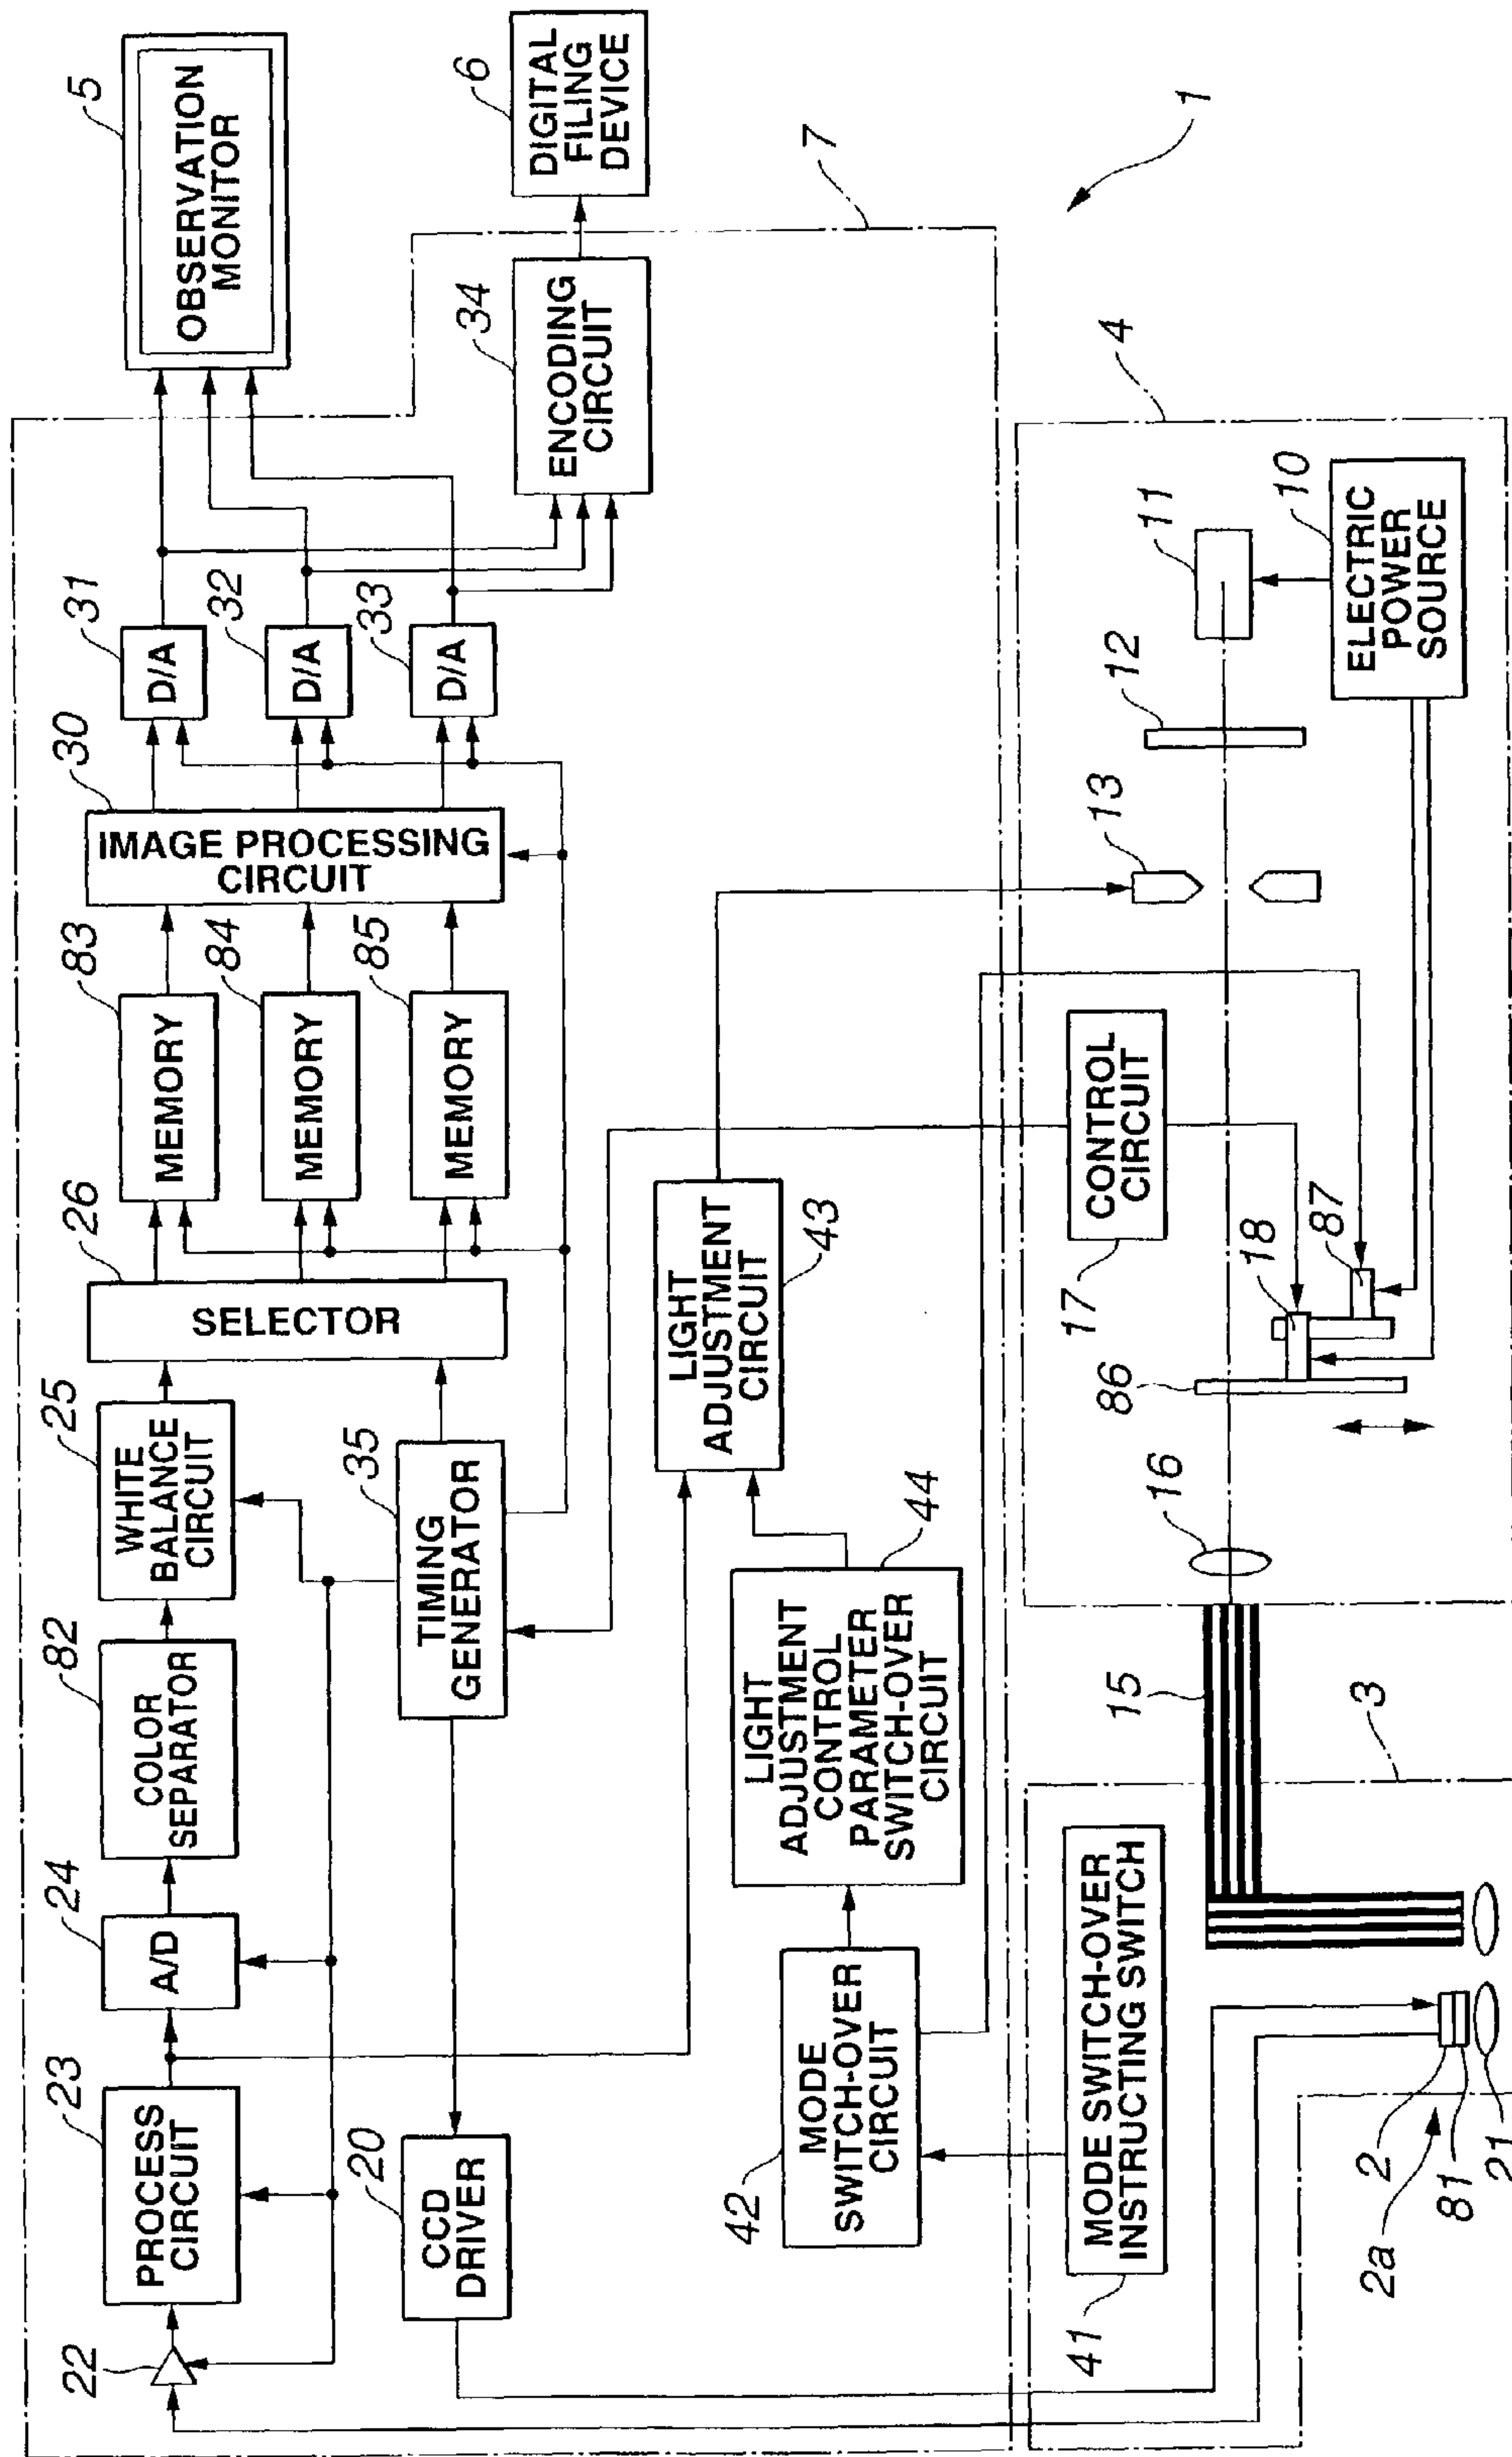 5
OBSERVATION
MONITOR
6
DIGITAL
FILING
DEVICE
7
1
34
ENCODING
CIRCUIT
31
D/A
32
D/A
33
D/A
30
IMAGE PROCESSING
CIRCUIT
83
MEMORY
84
MEMORY
85
MEMORY
26
SELECTOR
25
WHITE
BALANCE
CIRCUIT
35
TIMING
GENERATOR
82
COLOR
SEPARATOR
24
A/D
23
PROCESS
CIRCUIT
22
20
CCD
DRIVER
LIGHT
ADJUSTMENT
CIRCUIT
43
LIGHT
ADJUSTMENT
CONTROL
PARAMETER
SWITCH-OVER
CIRCUIT
44
42
MODE
SWITCH-OVER
CIRCUIT
4
10
ELECTRIC
POWER
SOURCE
11
12
13
CONTROL
CIRCUIT
17
18
87
86
16
15
3
MODE SWITCH-OVER
INSTRUCTING SWITCH
41
2
2a
81
21